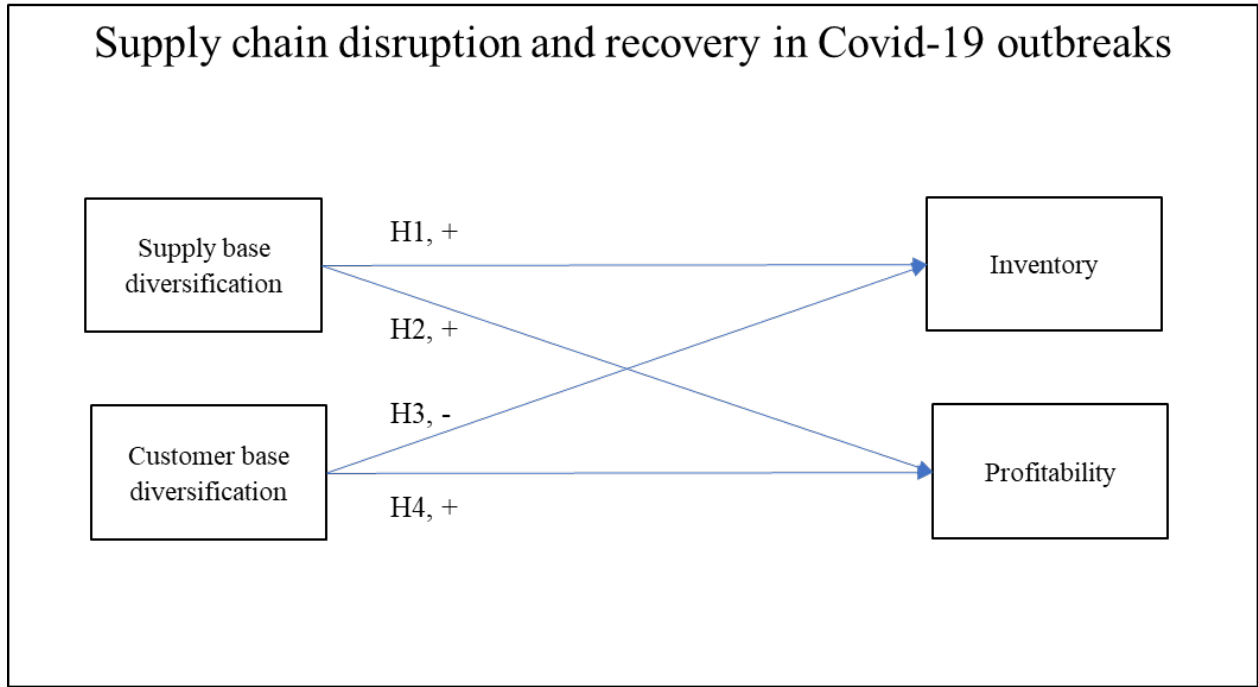 Supply chain disruption and recovery in Covid-19 outbreaks
H1, +
Supply base
diversification
Inventory
H2, +
H3, -
Customer base
diversification
Profitability
H4, +